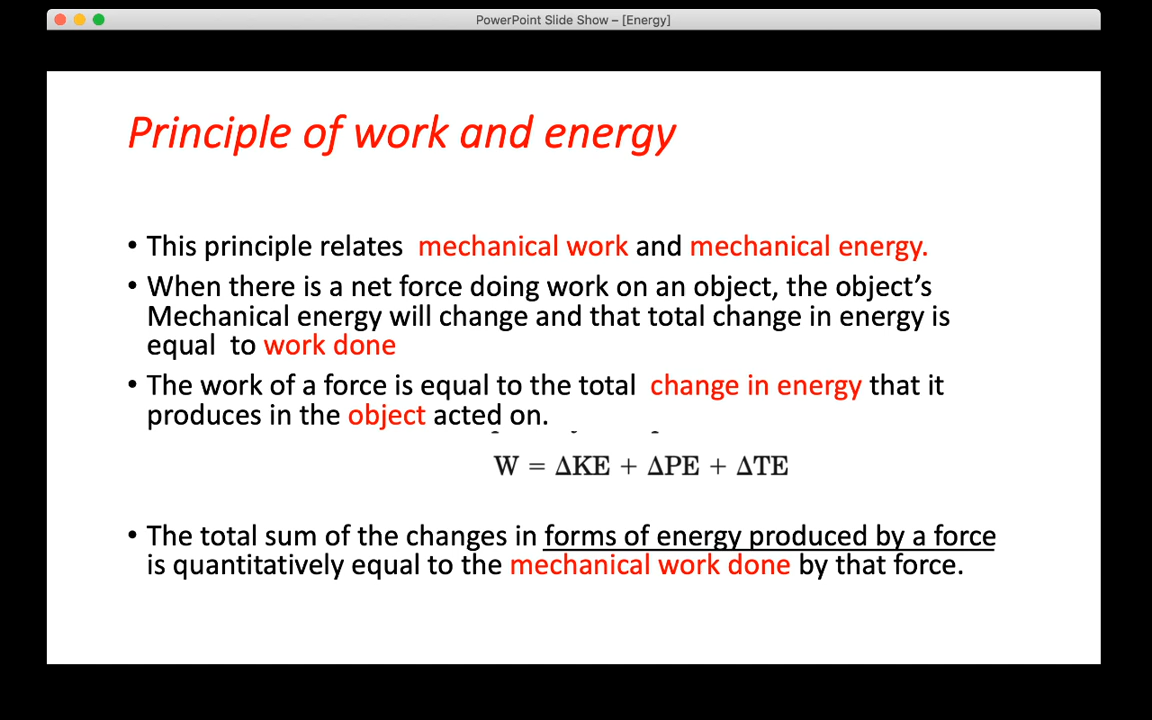 PowerPoint Slide Show – [Energy]
Principle of work and energy
• This principle relates mechanical work and mechanical energy.
• When there is a net force doing work on an object, the object’s
Mechanical energy will change and that total change in energy is
equal to work done
• The work of a force is equal to the total change in energy that it
produces in the object acted on.
W = ΔKE + ΔPE + ΔTE
• The total sum of the changes in forms of energy produced by a force
is quantitatively equal to the mechanical work done by that force.